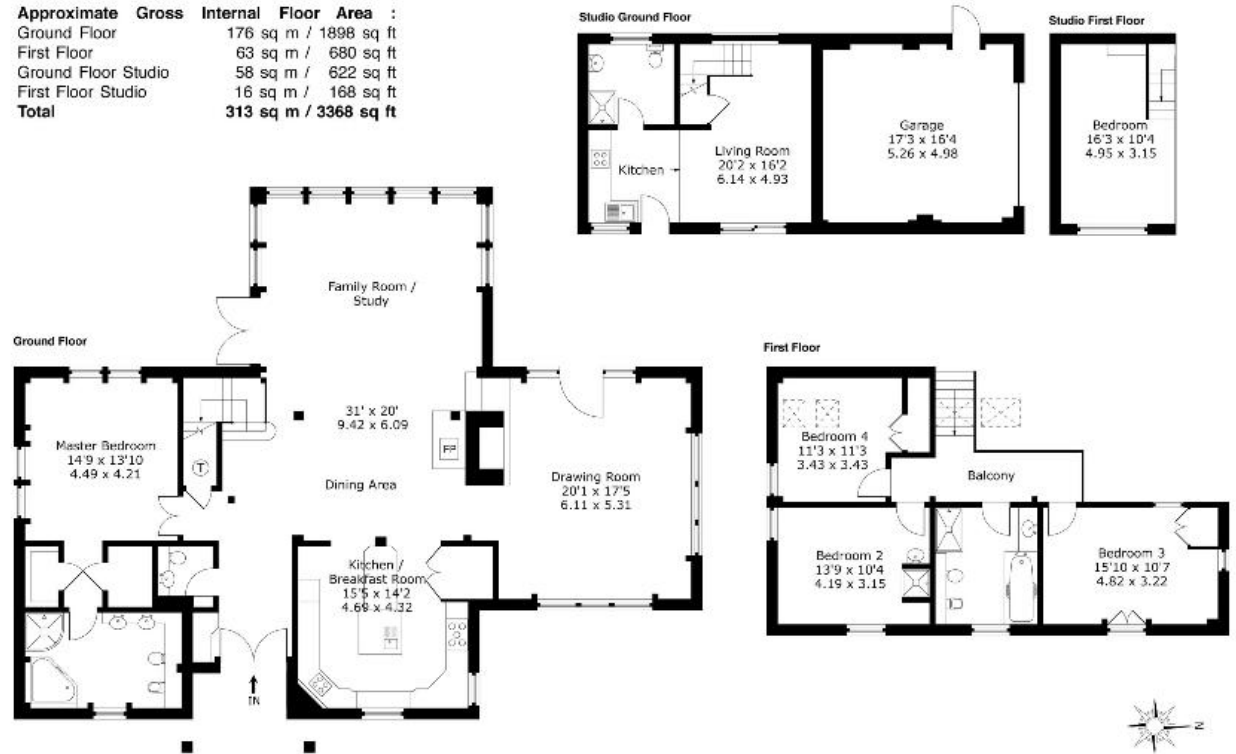 Approximate Gross Internal Floor Area :
Ground Floor 176 sq m / 1898 sq ft
First Floor 63 sq m / 680 sq ft
Ground Floor Studio 58 sq m / 622 sq ft
First Floor Studio 16 sq m / 168 sq ft
Total 313 sq m / 3368 sq ft
Studio Ground Floor
Kitchen
Living Room
20'2 x 16'2
6.14 x 4.93
Garage
17'3 x 16'4
5.26 x 4.98
Studio First Floor
Bedroom
16'3 x 10'4
4.95 x 3.15
Ground Floor
Family Room /
Study
31' x 20'
9.42 x 6.09
Dining Area
FP
Master Bedroom
14'9 x 13'10
4.49 x 4.21
T
Drawing Room
20'1 x 17'5
6.11 x 5.31
Kitchen /
Breakfast Room
15'5 x 14'2
4.69 x 4.32
IN
First Floor
Bedroom 4
11'3 x 11'3
3.43 x 3.43
Balcony
Bedroom 2
13'9 x 10'4
4.19 x 3.15
Bedroom 3
15'10 x 10'7
4.82 x 3.22
N